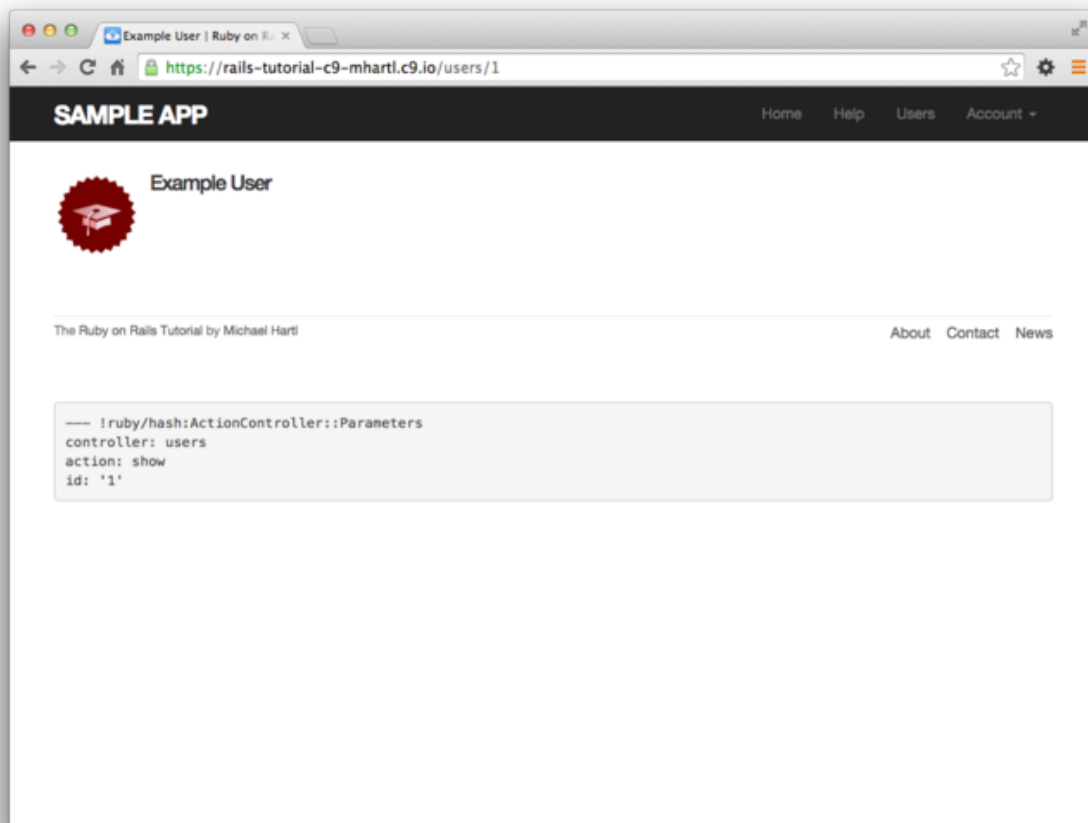 Example User | Ruby on Ra
https://rails-tutorial-c9-mhartl.c9.io/users/1
SAMPLE APP Home Help Users Account
Example User
The Ruby on Rails Tutorial by Michael Hartl About Contact News
--- !ruby/hash:ActionController::Parameters
controller: users
action: show
id: '1'